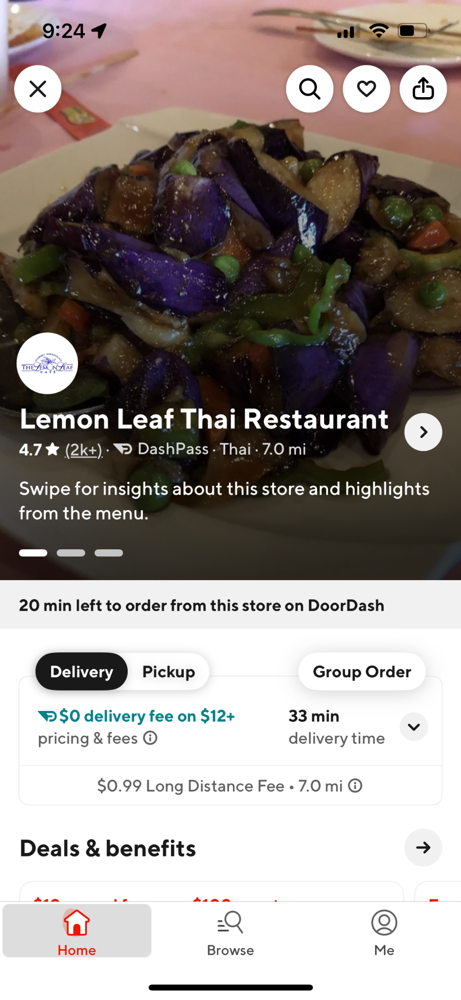 9:24
GOURMET MARKETPLACE
THE LEMON LEAF
CAFE
Lemon Leaf Thai Restaurant
4.7 ★ (2k+) · DashPass · Thai · 7.0 mi
Swipe for insights about this store and highlights
from the menu.
20 min left to order from this store on DoorDash
Delivery Pickup Group Order
$0 delivery fee on $12+ 33 min
pricing & fees delivery time
$0.99 Long Distance Fee • 7.0 mi
Deals & benefits
Home Browse Me